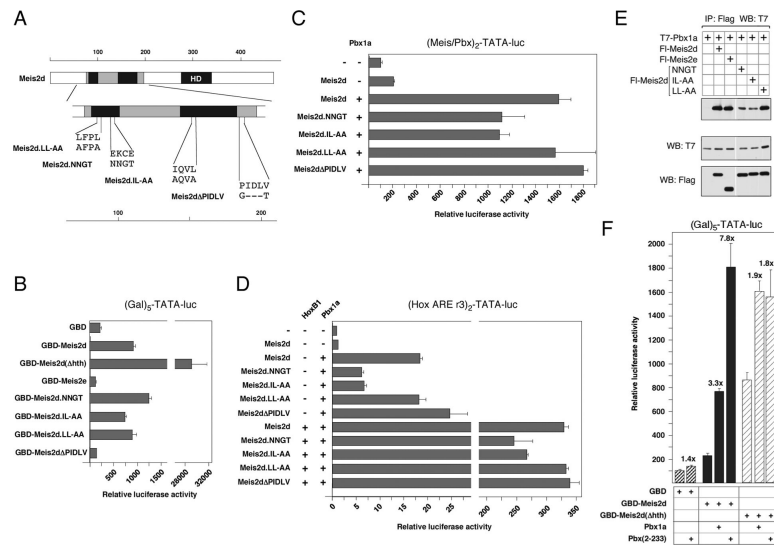 A
0 100 200 300 400
Meis2d
HD
LFPL
Meis2d.LL-AA AFPA
EKCE
Meis2d.NNGT NNGT
IQVL
Meis2d.IL-AA AQVA
PIDLV
Meis2dΔPIDLV G---T
100 200
B
(Gal)5-TATA-luc
GBD
GBD-Meis2d
GBD-Meis2d(Δhth)
GBD-Meis2e
GBD-Meis2d.NNGT
GBD-Meis2d.IL-AA
GBD-Meis2d.LL-AA
GBD-Meis2dΔPIDLV
0 500 1000 1500 28000 32000
Relative luciferase activity
C
(Meis/Pbx)2-TATA-luc
Pbx1a
- -
Meis2d -
Meis2d +
Meis2d.NNGT +
Meis2d.IL-AA +
Meis2d.LL-AA +
Meis2dΔPIDLV +
200 400 600 800 1000 1200 1400 1600 1800
Relative luciferase activity
D
(Hox ARE r3)2-TATA-luc
HoxB1 Pbx1a
- - -
Meis2d - -
Meis2d - +
Meis2d.NNGT - +
Meis2d.IL-AA - +
Meis2d.LL-AA - +
Meis2dΔPIDLV - +
Meis2d + +
Meis2d.NNGT + +
Meis2d.IL-AA + +
Meis2d.LL-AA + +
Meis2dΔPIDLV + +
0 5 10 15 20 25 200 250 300 350
Relative luciferase activity
E
IP: Flag WB: T7
T7-Pbx1a + + + + + +
Fl-Meis2d +
Fl-Meis2e +
NNGT +
Fl-Meis2d IL-AA +
LL-AA +
WB: T7
WB: Flag
F
(Gal)5-TATA-luc
7.8x
2000
1800
1600
1400
1200
1000
800
600
400
200
Relative luciferase activity
1.4x
3.3x
1.9x
1.8x
GBD + +
GBD-Meis2d + + +
GBD-Meis2d(Δhth) + + +
Pbx1a + +
Pbx(2-233) + + +